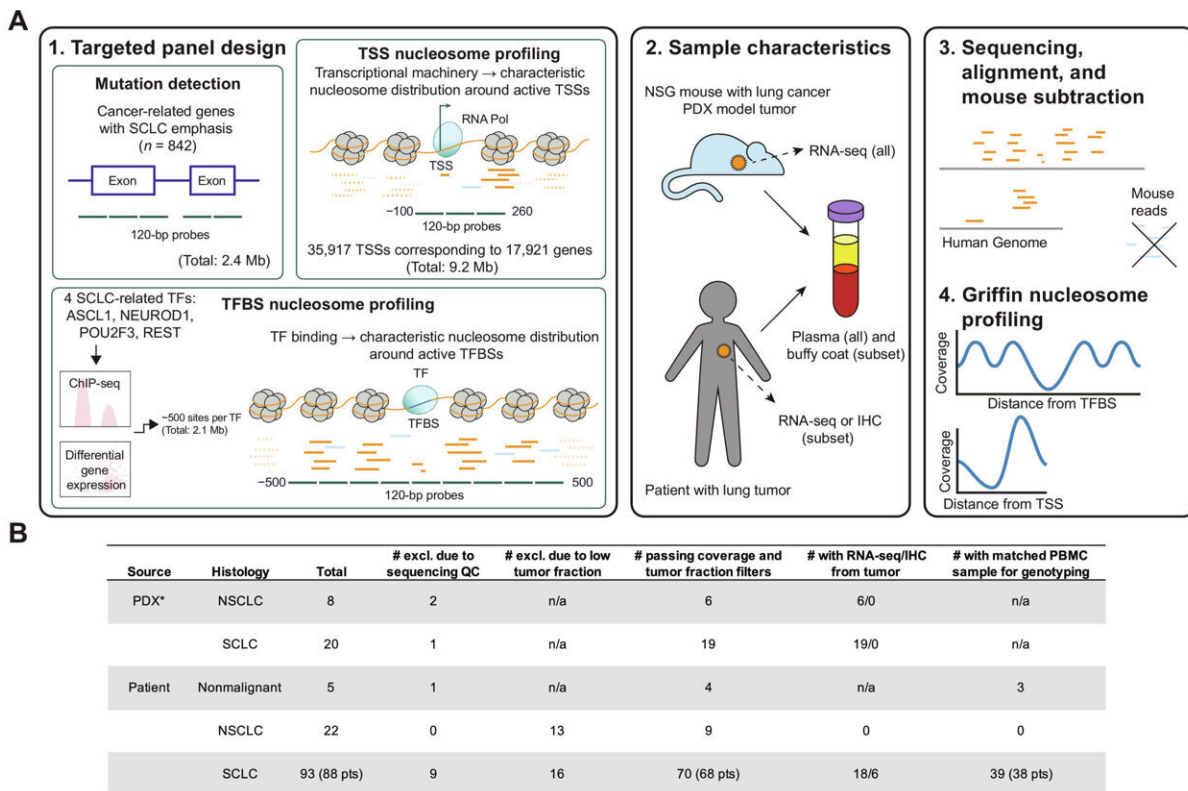 A
1. Targeted panel design
Mutation detection
Cancer-related genes
with SCLC emphasis
(n = 842)
Exon
Exon
120-bp probes
(Total: 2.4 Mb)
TSS nucleosome profiling
Transcriptional machinery → characteristic
nucleosome distribution around active TSSs
RNA Pol
TSS
−100
260
120-bp probes
35,917 TSSs corresponding to 17,921 genes
(Total: 9.2 Mb)
4 SCLC-related TFs:
ASCL1, NEUROD1,
POU2F3, REST
ChIP-seq
Differential
gene
expression
~500 sites per TF
(Total: 2.1 Mb)
TFBS nucleosome profiling
TF binding → characteristic nucleosome distribution
around active TFBSs
TF
TFBS
−500
500
120-bp probes
2. Sample characteristics
NSG mouse with lung cancer
PDX model tumor
RNA-seq (all)
Plasma (all) and
buffy coat (subset)
RNA-seq or IHC
(subset)
Patient with lung tumor
3. Sequencing,
alignment, and
mouse subtraction
Mouse
reads
Human Genome
4. Griffin nucleosome
profiling
Coverage
Distance from TFBS
Coverage
Distance from TSS
B
Source Histology Total # excl. due to sequencing QC # excl. due to low tumor fraction # passing coverage and tumor fraction filters # with RNA-seq/IHC from tumor # with matched PBMC sample for genotyping
PDX* NSCLC 8 2 n/a 6 6/0 n/a
SCLC 20 1 n/a 19 19/0 n/a
Patient Nonmalignant 5 1 n/a 4 n/a 3
NSCLC 22 0 13 9 0 0
SCLC 93 (88 pts) 9 16 70 (68 pts) 18/6 39 (38 pts)